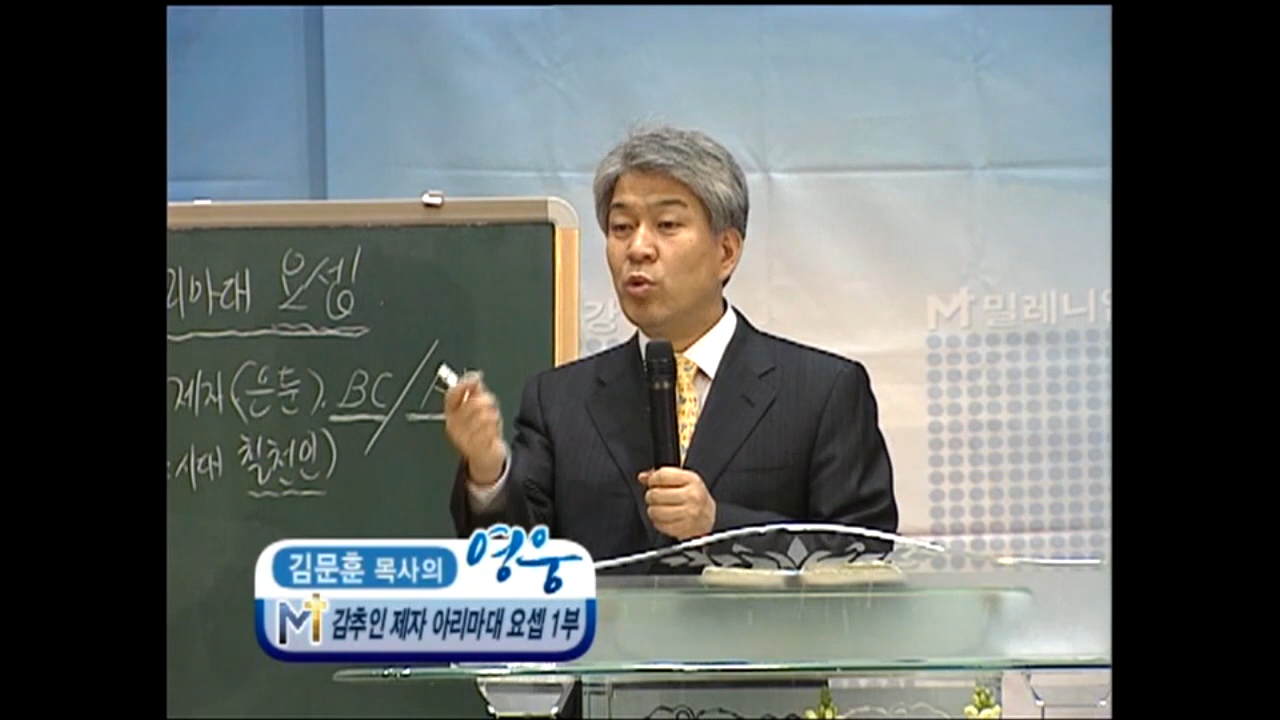 리마대 요셉
제자(은둔). BC/A
시대 칠천인)
강
밀레니
김문훈 목사의 영웅
감추인 제자 아리마대 요셉 1부